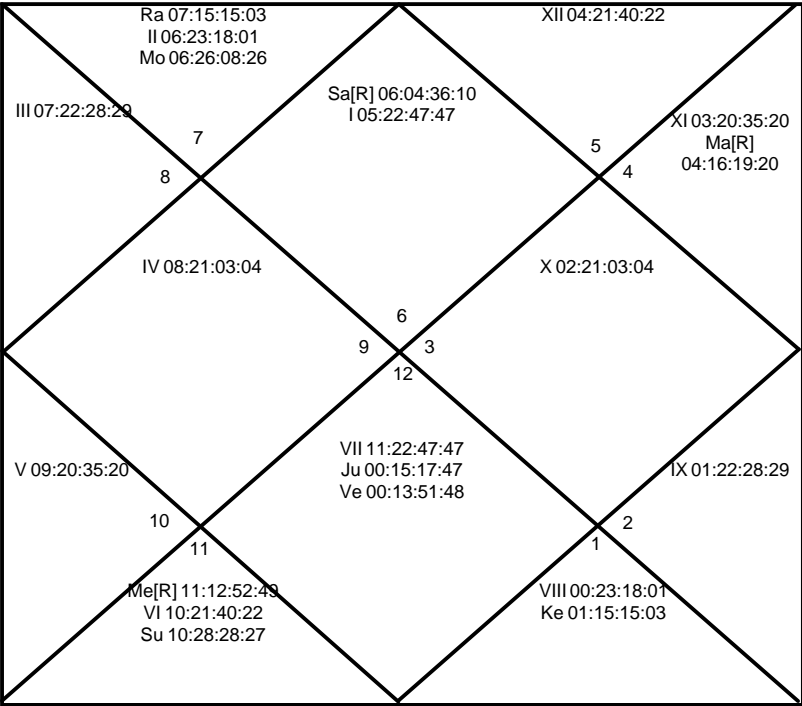 Ra 07:15:15:03
II 06:23:18:01
Mo 06:26:08:26
XII 04:21:40:22
Sa[R] 06:04:36:10
I 05:22:47:47
III 07:22:28:29
XI 03:20:35:20
Ma[R]
04:16:19:20
7
5
8
4
IV 08:21:03:04
X 02:21:03:04
6
9
3
12
VII 11:22:47:47
Ju 00:15:17:47
Ve 00:13:51:48
V 09:20:35:20
IX 01:22:28:29
10
2
11
1
Me[R] 11:12:52:49
VI 10:21:40:22
Su 10:28:28:27
VIII 00:23:18:01
Ke 01:15:15:03